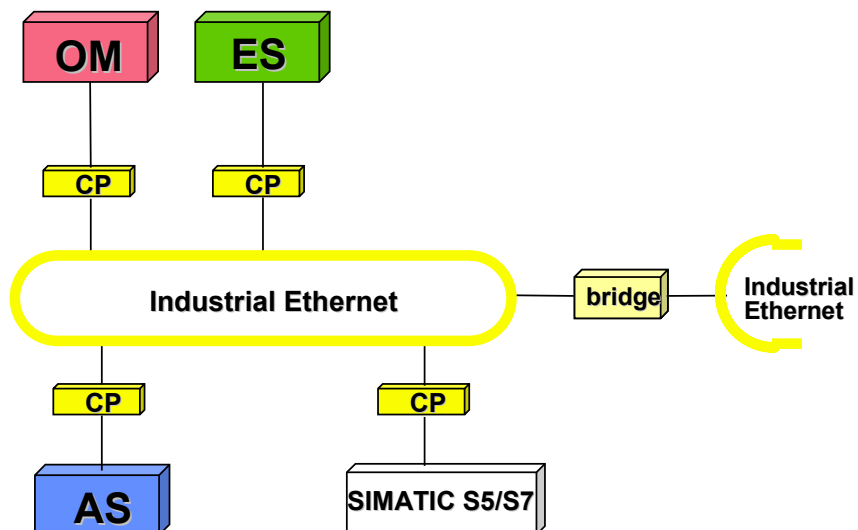 OM
ES
CP
CP
Industrial Ethernet
bridge
Industrial
Ethernet
CP
CP
AS
SIMATIC S5/S7